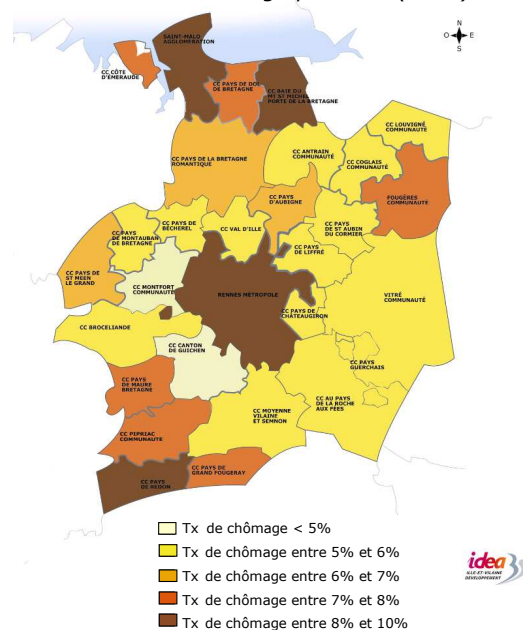 N
O E
S
SAINT-MALO
AGGLOMÉRATION
CC CÔTE
D'EMERAUDE
CC PAYS DE DOL
DE BRETAGNE
CC BAIE DU
MT ST MICHEL
PORTE DE LA BRETAGNE
CC LOUVIGNÉ
COMMUNAUTÉ
CC ANTRAIN
COMMUNAUTÉ
CC COGLAIS
COMMUNAUTÉ
CC PAYS DE LA BRETAGNE
ROMANTIQUE
CC PAYS
D'AUBIGNE
FOUGÈRES
COMMUNAUTÉ
CC PAYS
DE MONTAUBAN
DE BRETAGNE
CC PAYS DE
BÉCHEREL
CC VAL D'ILLE
CC PAYS
DE ST AUBIN
DU CORMIER
CC PAYS
DE LIFFRÉ
CC PAYS DE
ST MEEN
LE GRAND
CC MONTFORT
COMMUNAUTÉ
RENNES MÉTROPOLE
VITRÉ
COMMUNAUTÉ
CC PAYS DE
CHÂTEAUGIRON
CC BROCELIANDE
CC CANTON
DE GUICHEN
CC PAYS
GUERCHAIS
CC PAYS
DE MAURE
BRETAGNE
CC AU PAYS
DE LA ROCHE
AUX FÉES
CC MOYENNE
VILAINE
ET SEMNON
CC PIPRIAC
COMMUNAUTE
CC PAYS
DE REDON
CC PAYS DE
GRAND FOUGERAY
Tx de chômage < 5%
Tx de chômage entre 5% et 6%
Tx de chômage entre 6% et 7%
Tx de chômage entre 7% et 8%
Tx de chômage entre 8% et 10%
idea
ILLE-ET-VILAINE
DÉVELOPPEMENT